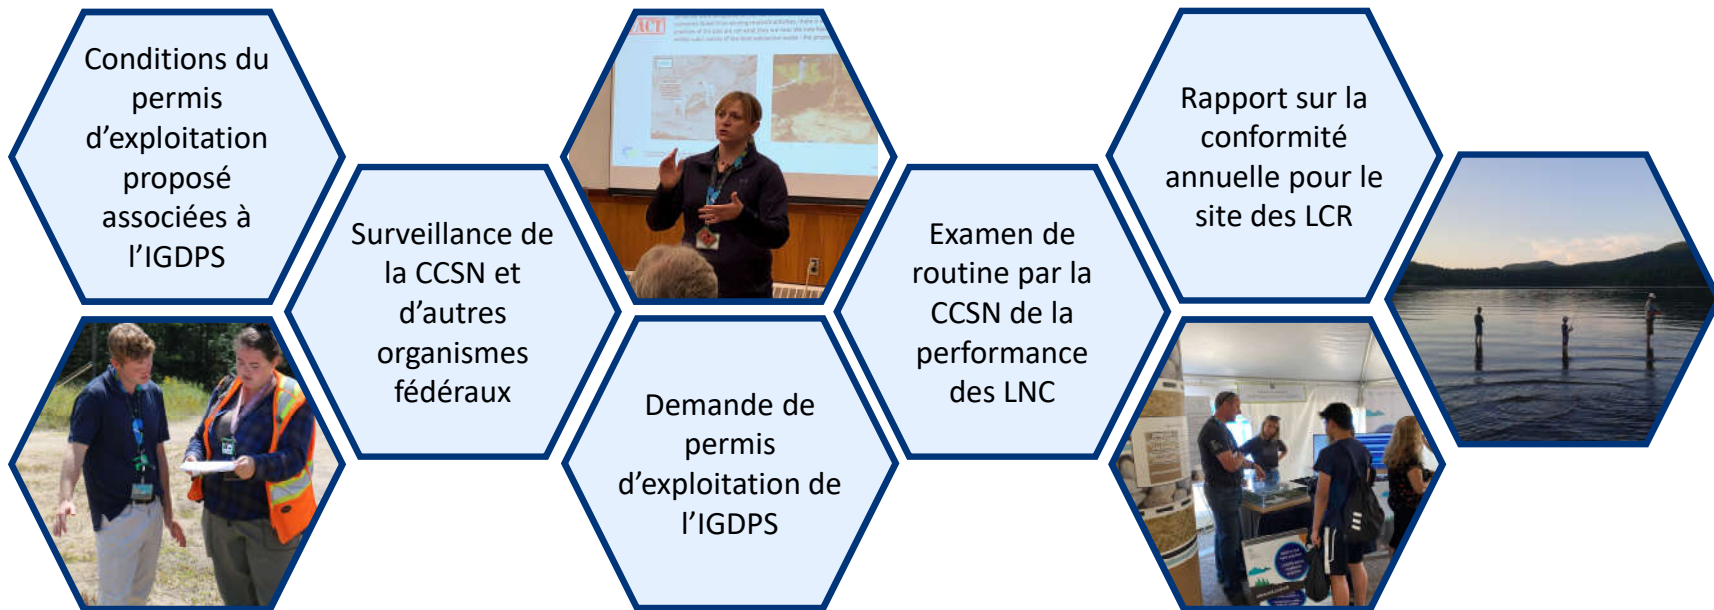 Conditions du
permis
d’exploitation
proposé
associées à
l’IGDPS
Surveillance de
la CCSN et
d’autres
organismes
fédéraux
ACT
Demande de
permis
d’exploitation de
l’IGDPS
Examen de
routine par la
CCSN de la
performance
des LNC
Rapport sur la
conformité
annuelle pour le
site des LCR